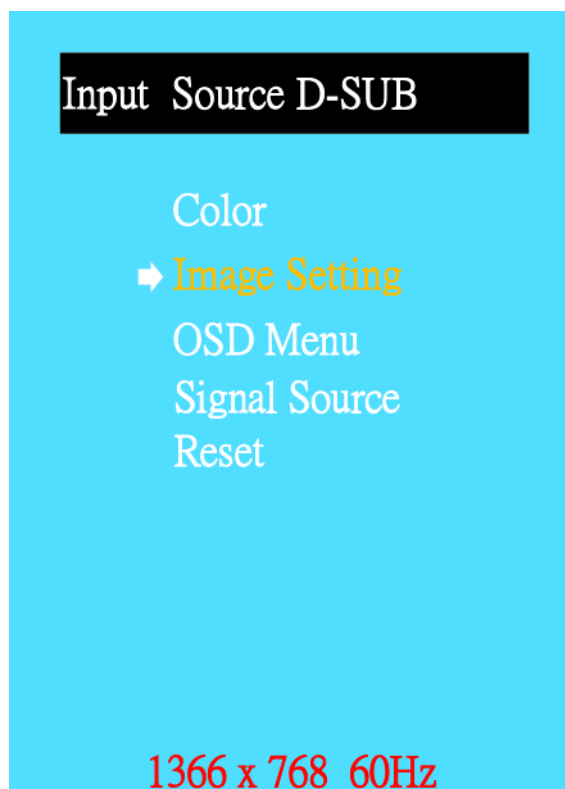 Input Source D-SUB
Color
Image Setting
OSD Menu
Signal Source
Reset
1366 x 768 60Hz